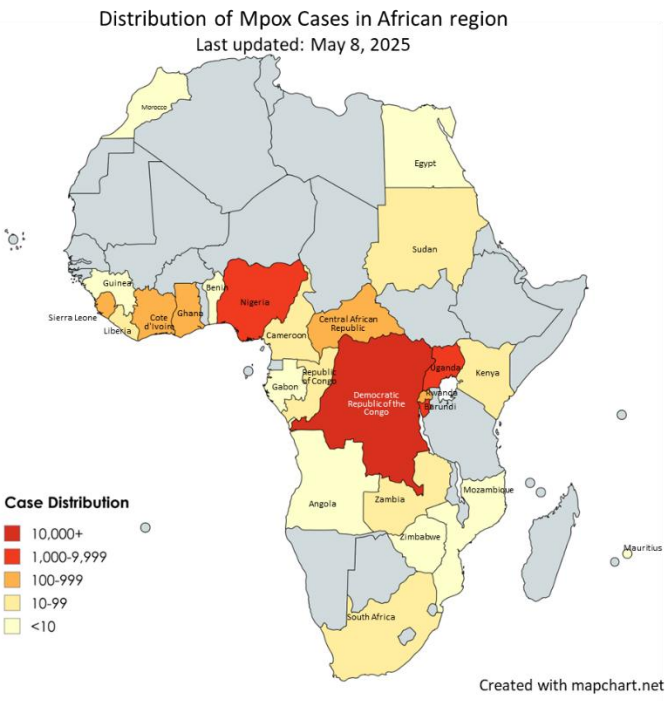 Distribution of Mpox Cases in African region
Last updated: May 8, 2025
Morocco
Egypt
Sudan
Guinea
Benin
Nigeria
Sierra Leone
Liberia
Cote
d'Ivoire
Ghana
Cameroon
Central African
Republic
Uganda
Kenya
Gabon
Republic
of Congo
Democratic
Republic of the
Congo
Rwanda
Burundi
Angola
Zambia
Mozambique
Zimbabwe
Mauritius
South Africa
Case Distribution
10,000+
1,000-9,999
100-999
10-99
<10
Created with mapchart.net